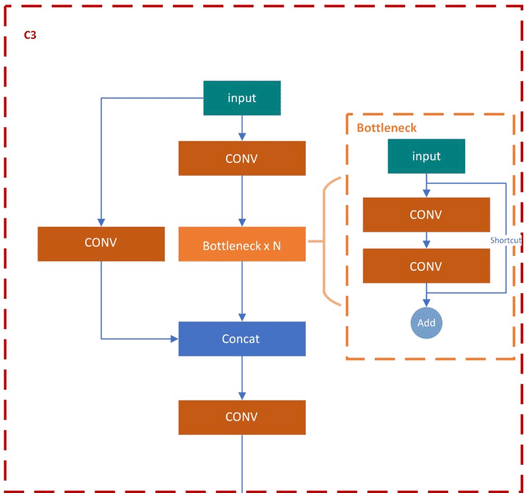 C3
input
CONV
CONV
Bottleneck x N
Concat
CONV
Bottleneck
input
CONV
Shortcut
CONV
Add